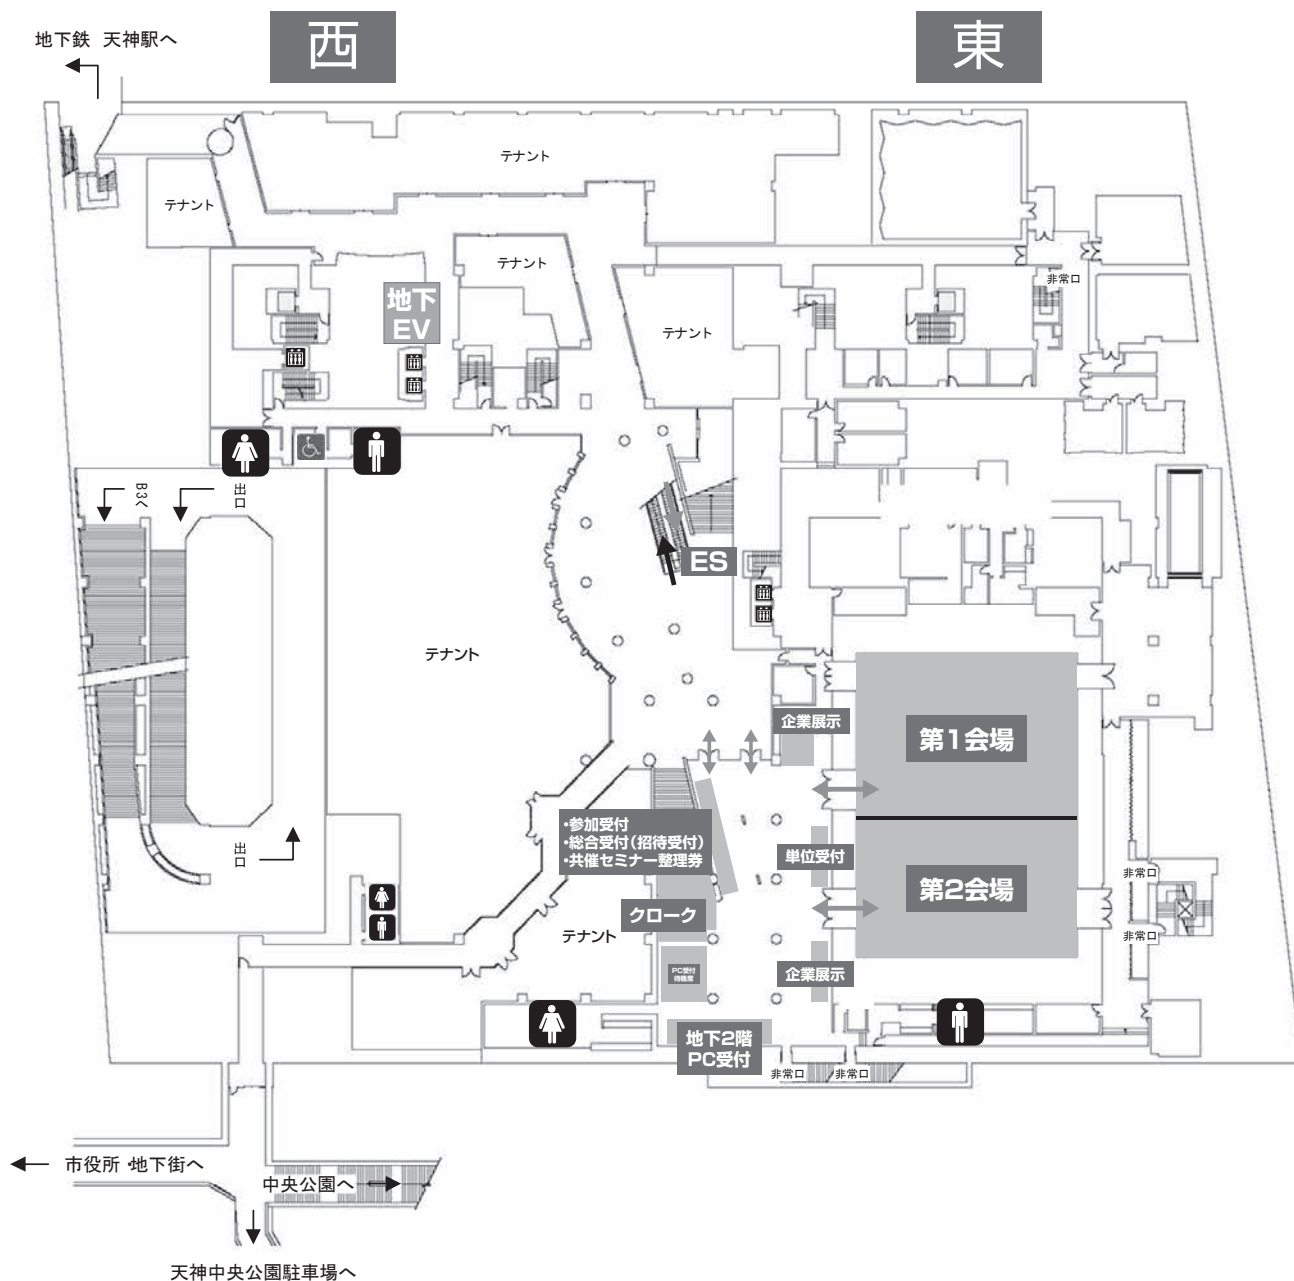 西
東
地下鉄 天神駅へ
テナント
テナント
テナント
非常口
地下
EV
テナント
B3へ
出口
ES
テナント
企業展示
第1会場
・参加受付
・総合受付(招待受付)
・共催セミナー整理券
単位受付
出口
非常口
第2会場
クローク
テナント
非常口
PC受付
待機席
企業展示
地下2階
PC受付
非常口
非常口
市役所・地下街へ
中央公園へ
天神中央公園駐車場へ